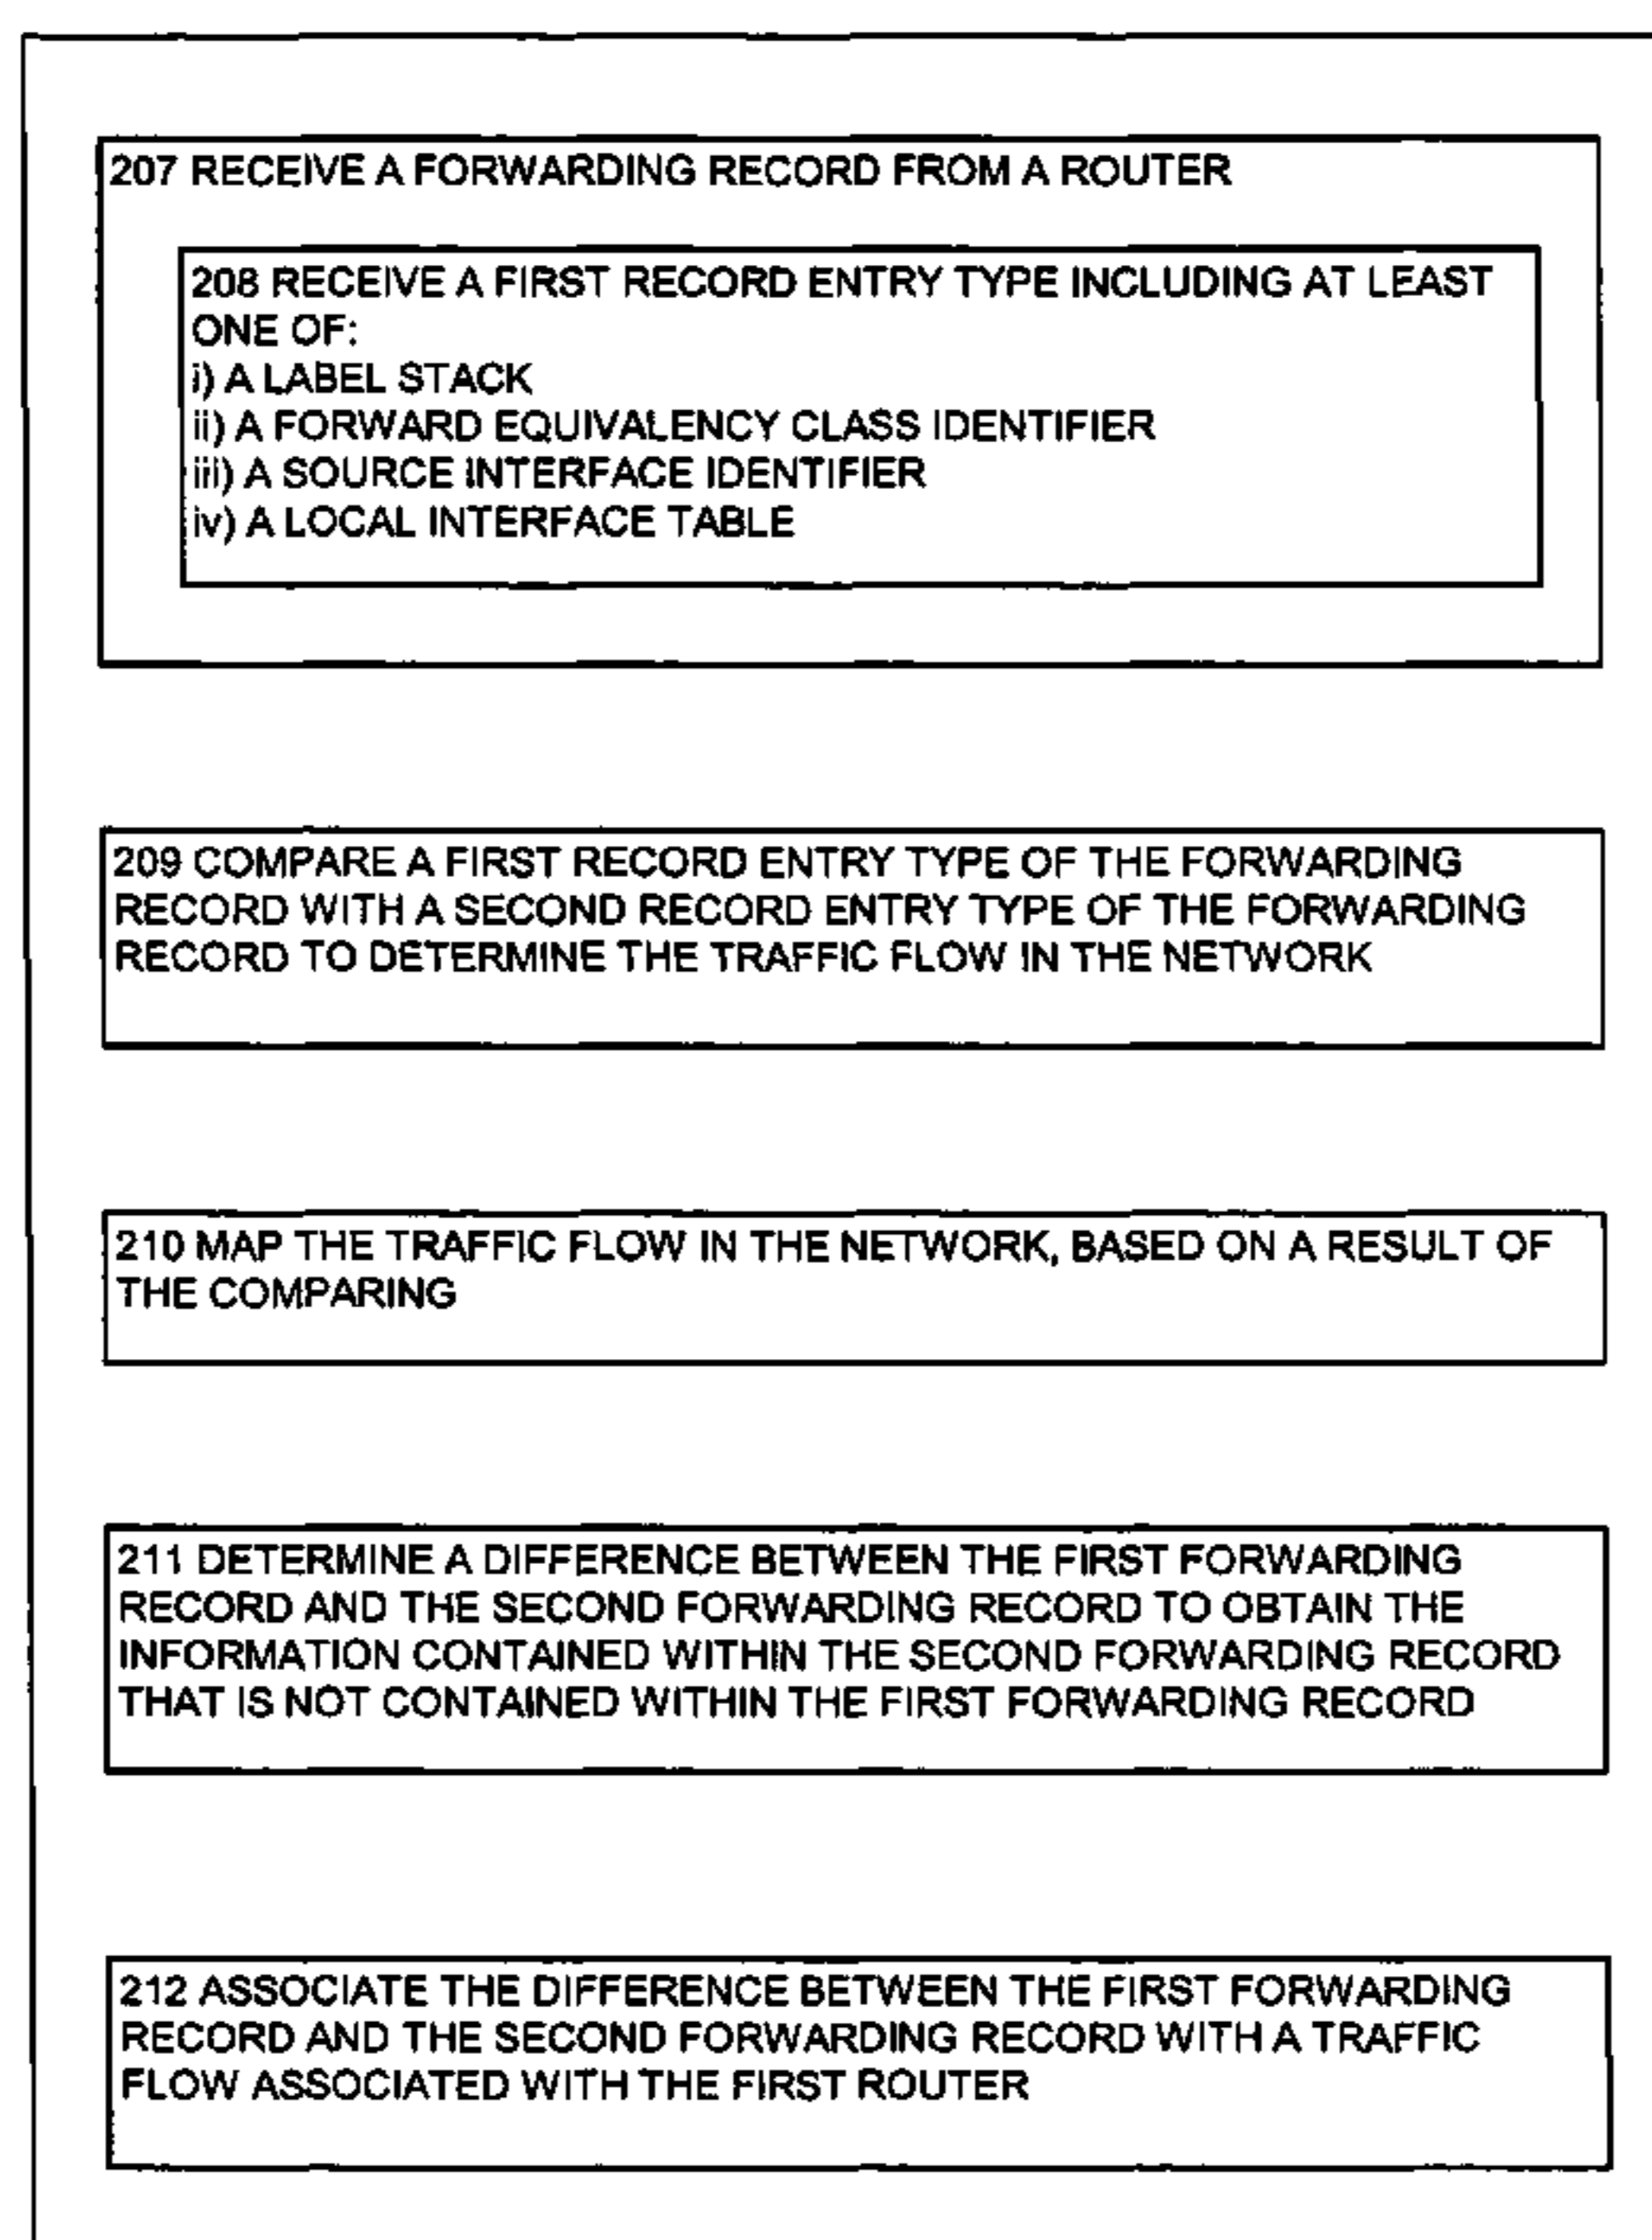 207 RECEIVE A FORWARDING RECORD FROM A ROUTER
208 RECEIVE A FIRST RECORD ENTRY TYPE INCLUDING AT LEAST
ONE OF:
i) A LABEL STACK
ii) A FORWARD EQUIVALENCY CLASS IDENTIFIER
iii) A SOURCE INTERFACE IDENTIFIER
iv) A LOCAL INTERFACE TABLE
209 COMPARE A FIRST RECORD ENTRY TYPE OF THE FORWARDING
RECORD WITH A SECOND RECORD ENTRY TYPE OF THE FORWARDING
RECORD TO DETERMINE THE TRAFFIC FLOW IN THE NETWORK
210 MAP THE TRAFFIC FLOW IN THE NETWORK, BASED ON A RESULT OF
THE COMPARING
211 DETERMINE A DIFFERENCE BETWEEN THE FIRST FORWARDING
RECORD AND THE SECOND FORWARDING RECORD TO OBTAIN THE
INFORMATION CONTAINED WITHIN THE SECOND FORWARDING RECORD
THAT IS NOT CONTAINED WITHIN THE FIRST FORWARDING RECORD
212 ASSOCIATE THE DIFFERENCE BETWEEN THE FIRST FORWARDING
RECORD AND THE SECOND FORWARDING RECORD WITH A TRAFFIC
FLOW ASSOCIATED WITH THE FIRST ROUTER